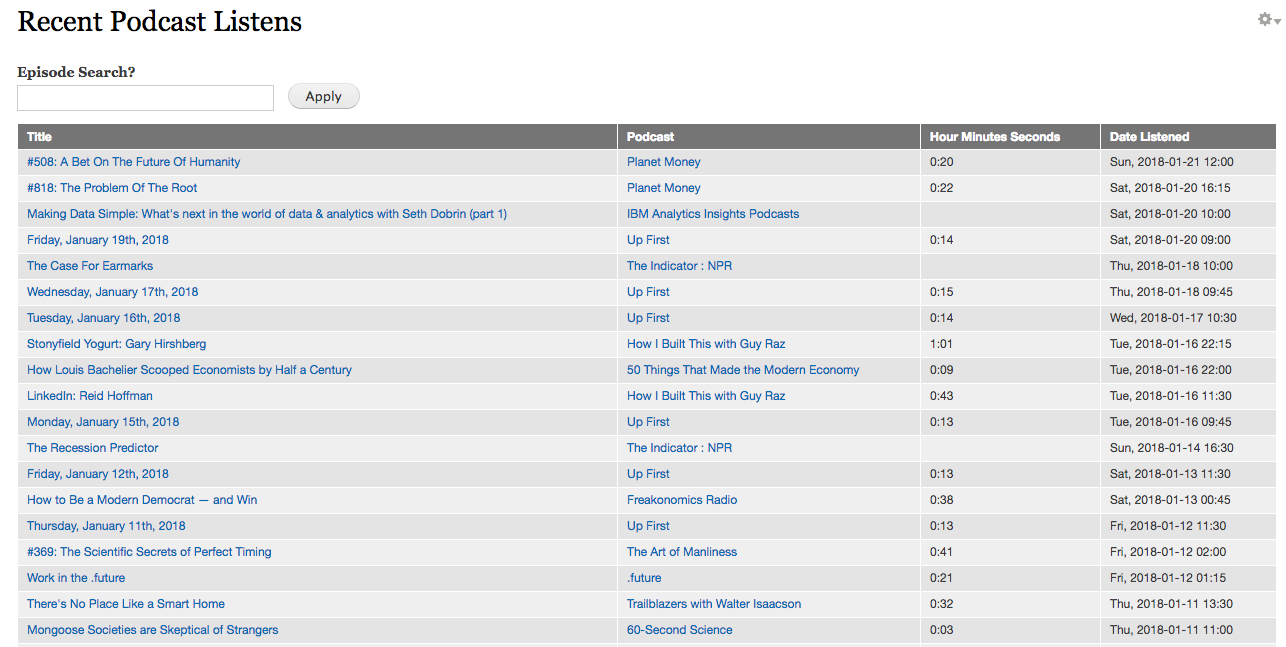 Recent Podcast Listens
Episode Search?
Apply
Title Podcast Hour Minutes Seconds Date Listened
#508: A Bet On The Future Of Humanity Planet Money 0:20 Sun, 2018-01-21 12:00
#818: The Problem Of The Root Planet Money 0:22 Sat, 2018-01-20 16:15
Making Data Simple: What's next in the world of data & analytics with Seth Dobrin (part 1) IBM Analytics Insights Podcasts Sat, 2018-01-20 10:00
Friday, January 19th, 2018 Up First 0:14 Sat, 2018-01-20 09:00
The Case For Earmarks The Indicator : NPR Thu, 2018-01-18 10:00
Wednesday, January 17th, 2018 Up First 0:15 Thu, 2018-01-18 09:45
Tuesday, January 16th, 2018 Up First 0:14 Wed, 2018-01-17 10:30
Stonyfield Yogurt: Gary Hirshberg How I Built This with Guy Raz 1:01 Tue, 2018-01-16 22:15
How Louis Bachelier Scooped Economists by Half a Century 50 Things That Made the Modern Economy 0:09 Tue, 2018-01-16 22:00
LinkedIn: Reid Hoffman How I Built This with Guy Raz 0:43 Tue, 2018-01-16 11:30
Monday, January 15th, 2018 Up First 0:13 Tue, 2018-01-16 09:45
The Recession Predictor The Indicator : NPR Sun, 2018-01-14 16:30
Friday, January 12th, 2018 Up First 0:13 Sat, 2018-01-13 11:30
How to Be a Modern Democrat — and Win Freakonomics Radio 0:38 Sat, 2018-01-13 00:45
Thursday, January 11th, 2018 Up First 0:13 Fri, 2018-01-12 11:30
#369: The Scientific Secrets of Perfect Timing The Art of Manliness 0:41 Fri, 2018-01-12 02:00
Work in the .future .future 0:21 Fri, 2018-01-12 01:15
There's No Place Like a Smart Home Trailblazers with Walter Isaacson 0:32 Thu, 2018-01-11 13:30
Mongoose Societies are Skeptical of Strangers 60-Second Science 0:03 Thu, 2018-01-11 11:00